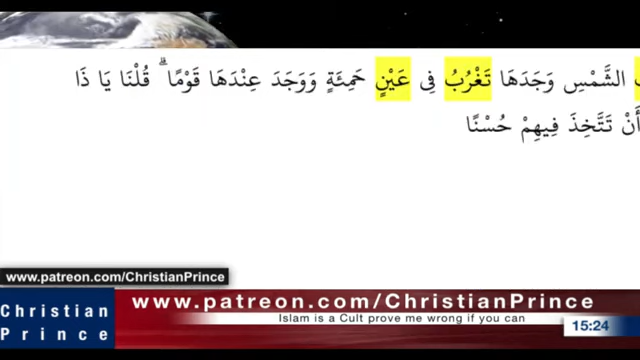 الشَّمْسِ وَجَدَهَا تَغْرُبُ فِى عَيْنٍ حَمِئَةٍ وَوَجَدَ عِنْدَهَا قَوْمًا ۗ قُلْنَا يَا ذَا
أَنْ تَتَّخِذَ فِيهِمْ حُسْنًا
www.patreon.com/ChristianPrince
Christian Prince
www.patreon.com/ChristianPrince
Islam is a Cult prove me wrong if you can
15:24